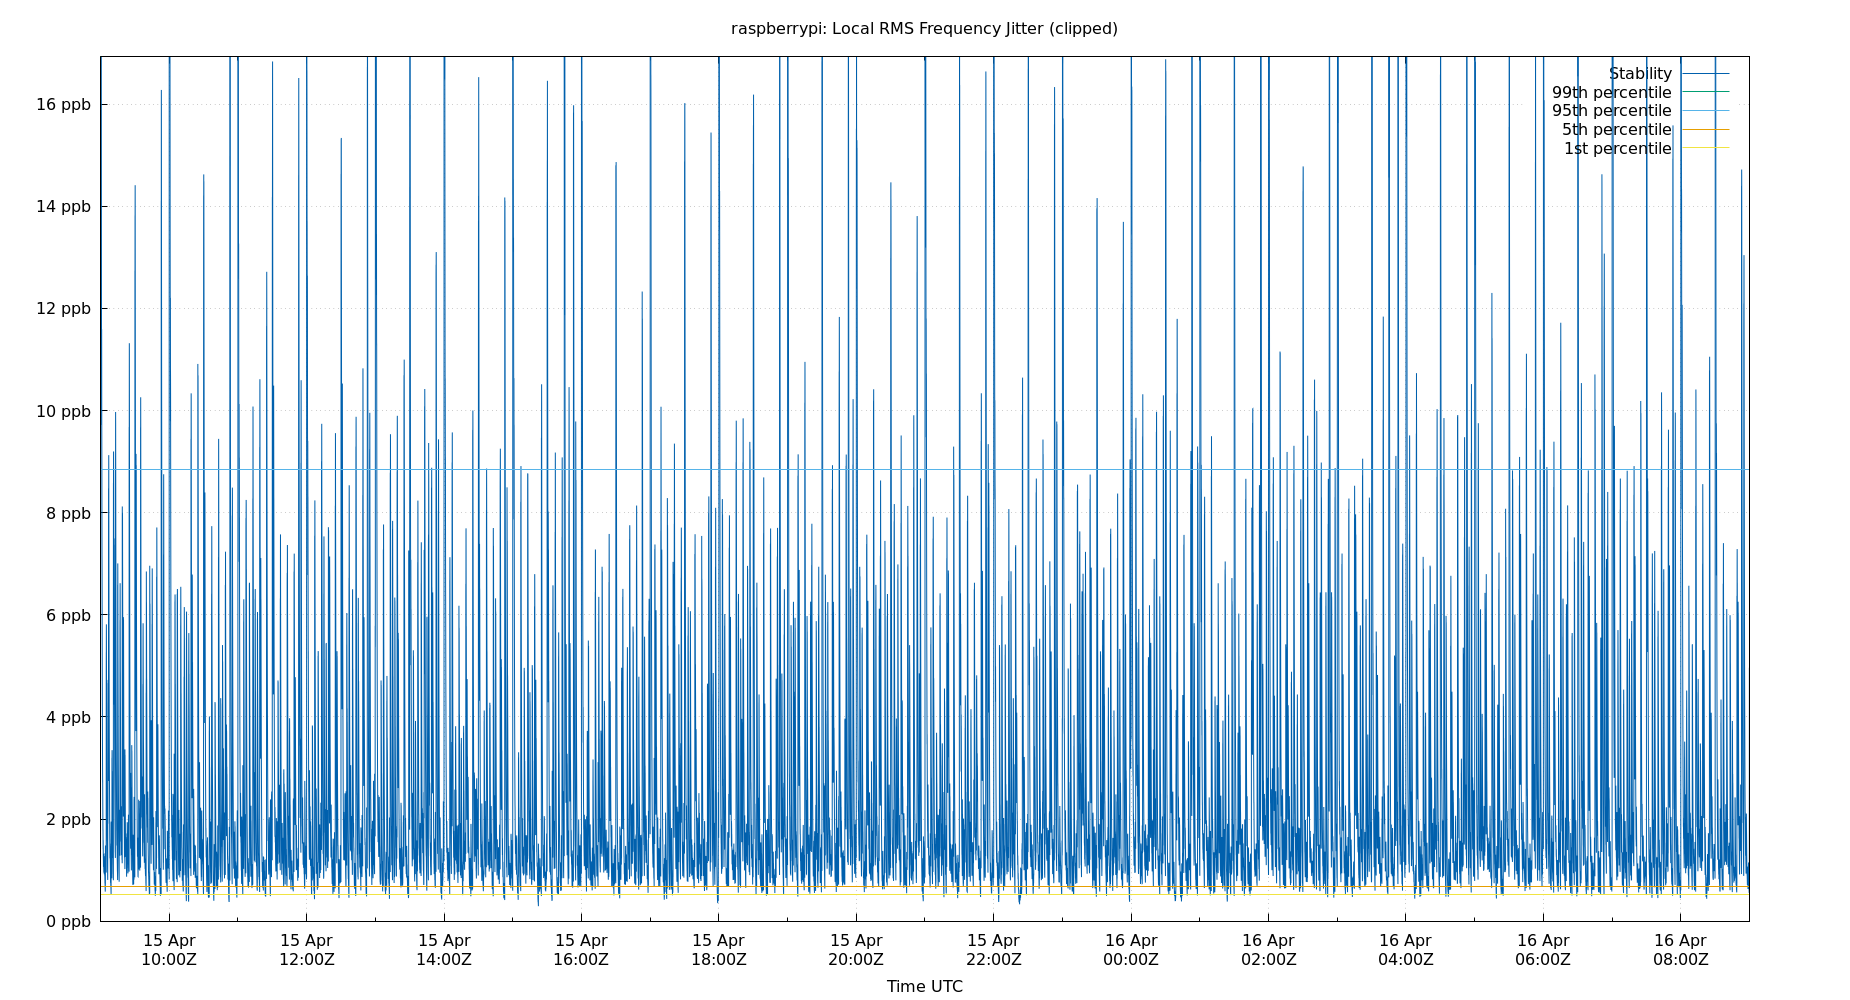 raspberrypi: Local RMS Frequency Jitter (clipped)
Stability
99th percentile
95th percentile
5th percentile
1st percentile
16 ppb
14 ppb
12 ppb
10 ppb
8 ppb
6 ppb
4 ppb
2 ppb
0 ppb
15 Apr 15 Apr 15 Apr 15 Apr 15 Apr 15 Apr 15 Apr 16 Apr 16 Apr 16 Apr 16 Apr 16 Apr
10:00Z 12:00Z 14:00Z 16:00Z 18:00Z 20:00Z 22:00Z 00:00Z 02:00Z 04:00Z 06:00Z 08:00Z
Time UTC